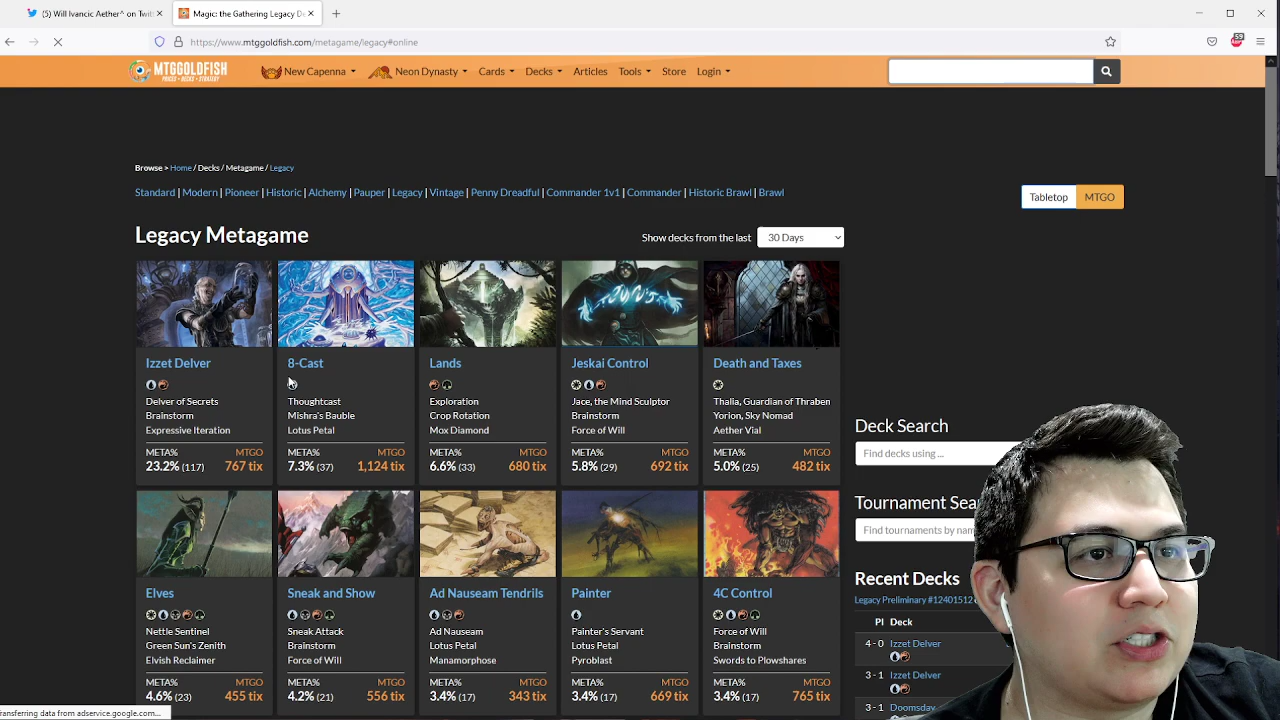 (5) Will Ivancic Aether^ on Twit
Magic: the Gathering Legacy De
https://www.mtggoldfish.com/metagame/legacy#online
MTGGOLDFISH
PRICES • DECKS • STRATEGY
New Capenna
Neon Dynasty
Cards
Decks
Articles
Tools
Store
Login
Browse > Home / Decks / Metagame / Legacy
Standard | Modern | Pioneer | Historic | Alchemy | Pauper | Legacy | Vintage | Penny Dreadful | Commander 1v1 | Commander | Historic Brawl | Brawl
Tabletop
MTGO
Legacy Metagame
Show decks from the last
30 Days
Izzet Delver
Delver of Secrets
Brainstorm
Expressive Iteration
META%
MTGO
23.2% (117)
767 tix
8-Cast
Thoughtcast
Mishra's Bauble
Lotus Petal
META%
MTGO
7.3% (37)
1,124 tix
Lands
Exploration
Crop Rotation
Mox Diamond
META%
MTGO
6.6% (33)
680 tix
Jeskai Control
Jace, the Mind Sculptor
Brainstorm
Force of Will
META%
MTGO
5.8% (29)
692 tix
Death and Taxes
Thalia, Guardian of Thraben
Yorion, Sky Nomad
Aether Vial
META%
MTGO
5.0% (25)
482 tix
Elves
Nettle Sentinel
Green Sun's Zenith
Elvish Reclaimer
META%
MTGO
4.6% (23)
455 tix
Sneak and Show
Sneak Attack
Brainstorm
Force of Will
META%
MTGO
4.2% (21)
556 tix
Ad Nauseam Tendrils
Ad Nauseam
Lotus Petal
Manamorphose
META%
MTGO
3.4% (17)
343 tix
Painter
Painter's Servant
Lotus Petal
Pyroblast
META%
MTGO
3.4% (17)
669 tix
4C Control
Force of Will
Brainstorm
Swords to Plowshares
META%
MTGO
3.4% (17)
765 tix
Deck Search
Find decks using ...
Tournament Sear
Find tournaments by nam
Recent Decks
Legacy Preliminary #12401512
Pl Deck
4 - 0 Izzet Delver
3 - 1 Izzet Delver
3 - 1 Doomsday
ransferring data from adservice.google.com...